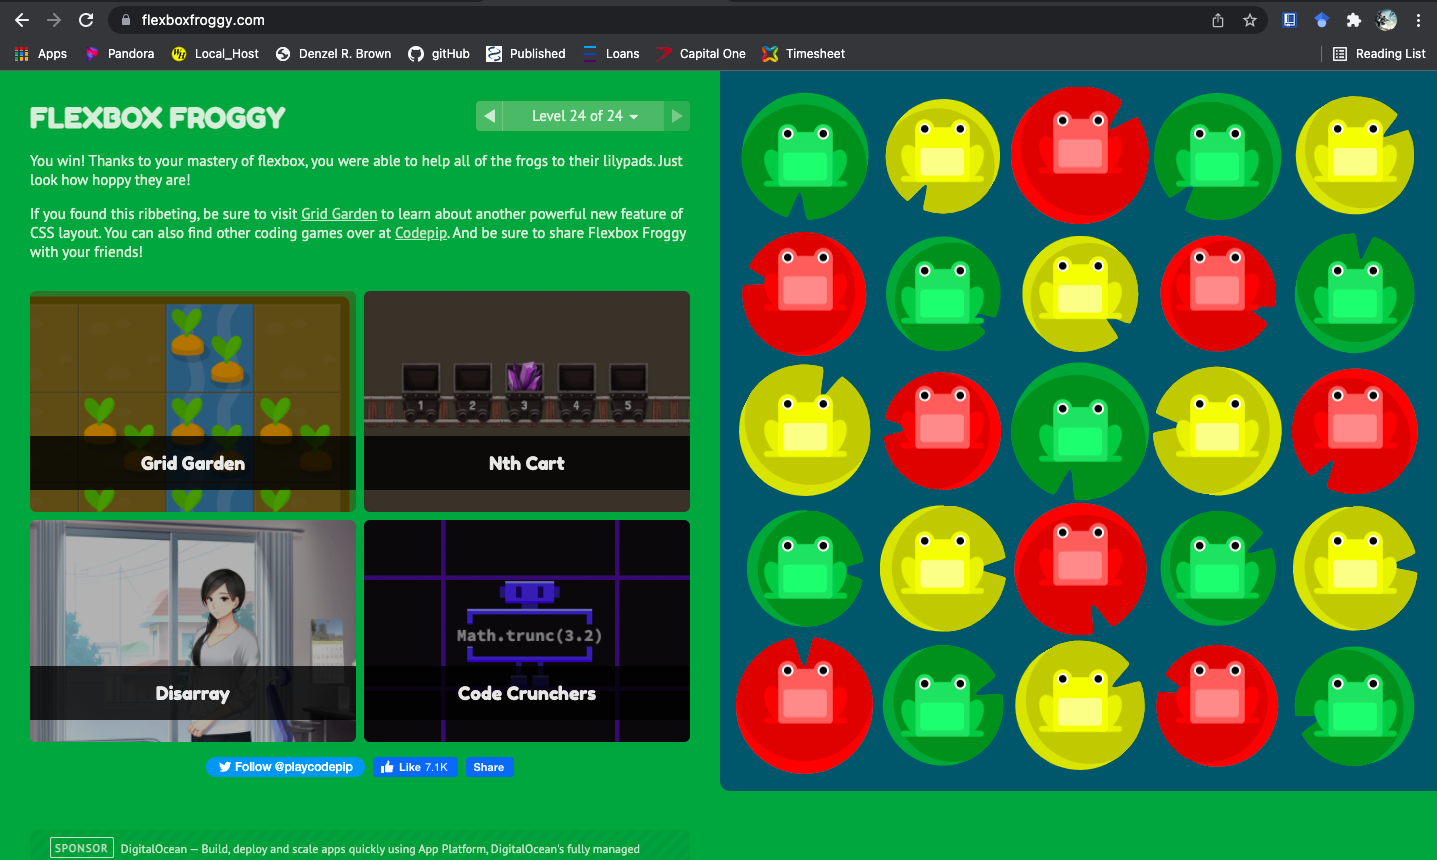 flexboxfroggy.com
Apps Pandora Local_Host Denzel R. Brown gitHub Published Loans Capital One Timesheet Reading List
FLEXBOX FROGGY
Level 24 of 24
You win! Thanks to your mastery of flexbox, you were able to help all of the frogs to their lilypads. Just
look how hoppy they are!
If you found this ribbeting, be sure to visit Grid Garden to learn about another powerful new feature of
CSS layout. You can also find other coding games over at Codepip. And be sure to share Flexbox Froggy
with your friends!
Grid Garden
1 2 3 4 5
Nth Cart
Disarray
Math.trunc(3.2)
Code Crunchers
Follow @playcodepip Like 7.1K Share
SPONSOR DigitalOcean — Build, deploy and scale apps quickly using App Platform, DigitalOcean's fully managed